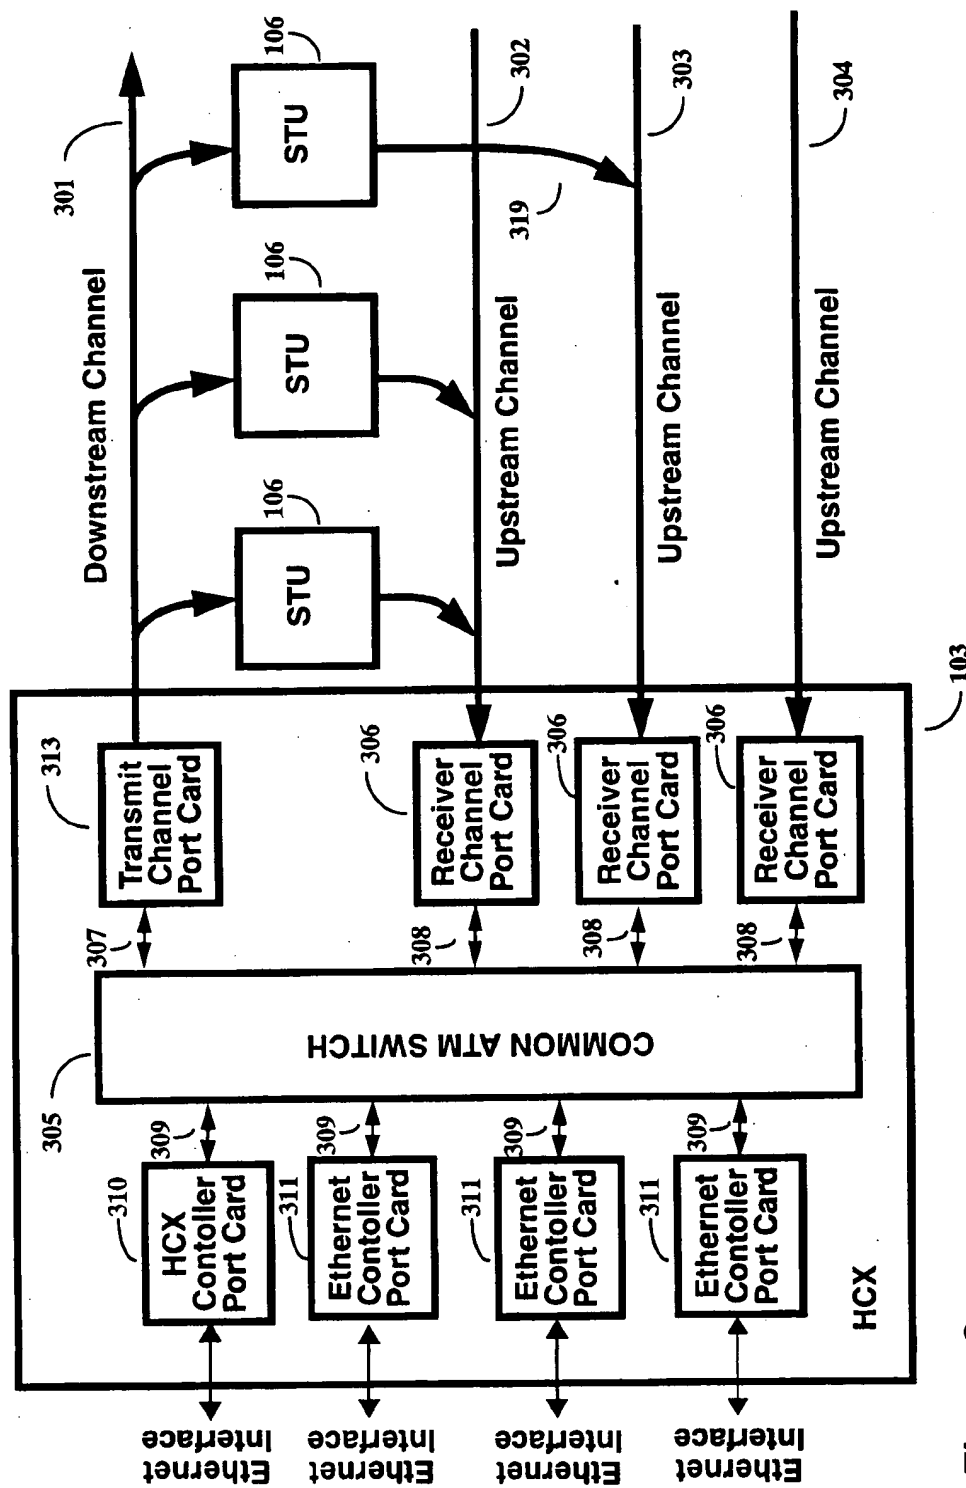 Ethernet
Interface
Ethernet
Interface
Ethernet
Interface
Ethernet
Interface
310
HCX
Contoller
Port Card
311
Ethernet
Contoller
Port Card
311
Ethernet
Contoller
Port Card
311
Ethernet
Contoller
Port Card
HCX
309
309
309
309
305
COMMON ATM SWITCH
307
308
308
308
313
Transmit
Channel
Port Card
306
Receiver
Channel
Port Card
306
Receiver
Channel
Port Card
306
Receiver
Channel
Port Card
103
Downstream Channel
301
106
STU
106
STU
106
STU
Upstream Channel
302
319
Upstream Channel
303
Upstream Channel
304